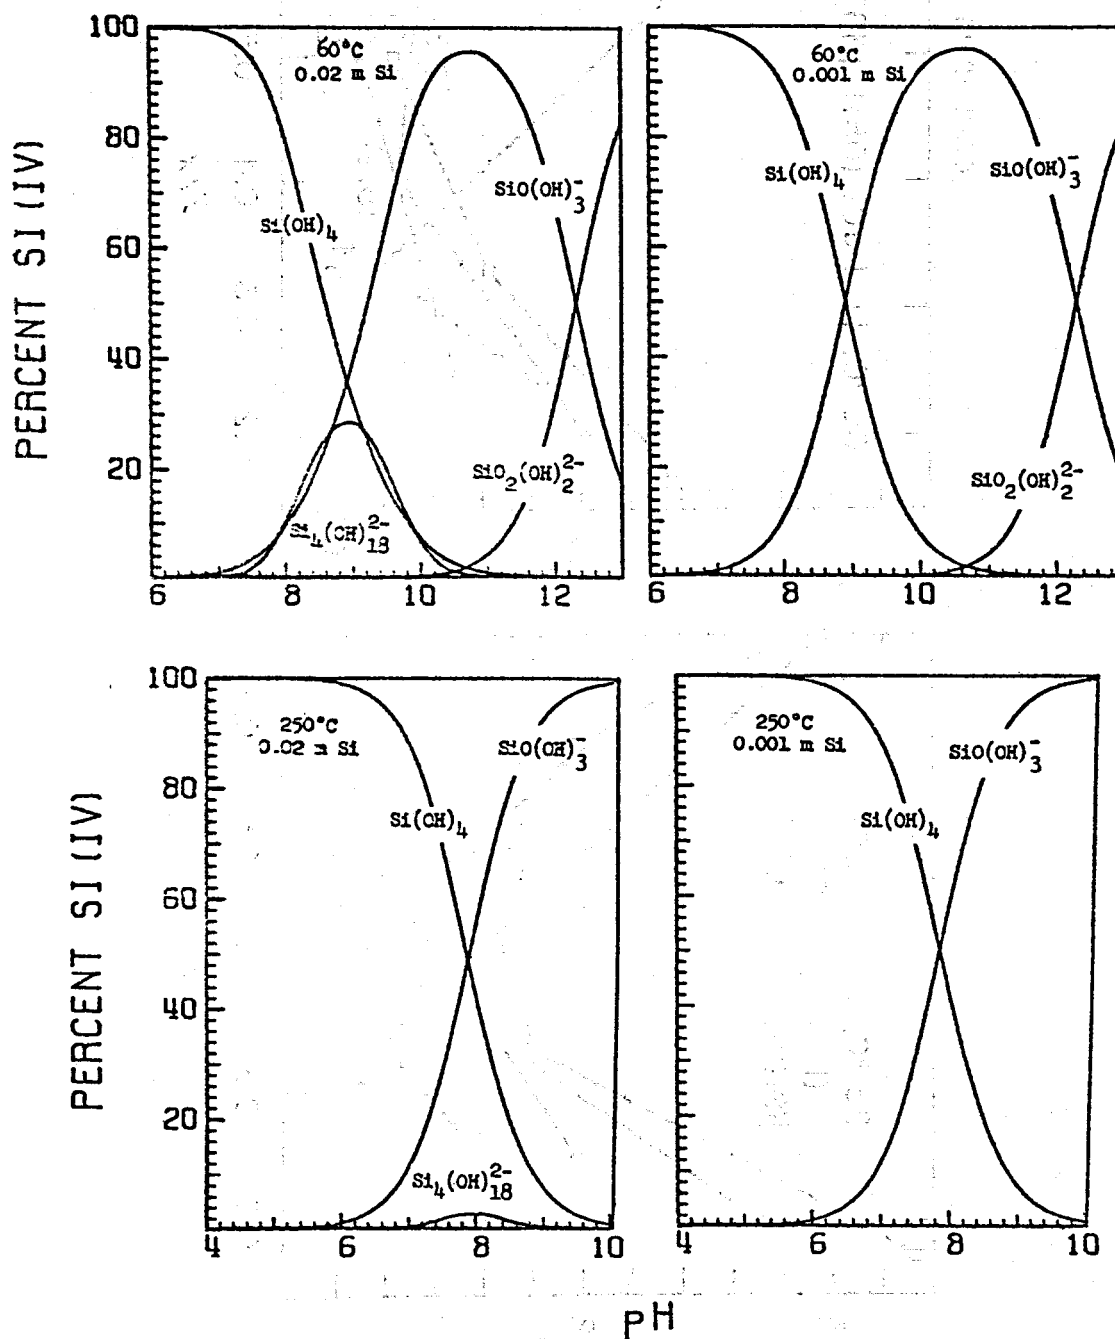 PERCENT SI (IV)
100
80
60
40
20
60°C
0.02 m Si
Si(OH)₄
SiO(OH)₃⁻
SiO₂(OH)₂²⁻
Si₄(OH)₁₈²⁻
6 8 10 12
60°C
0.001 m Si
Si(OH)₄
SiO(OH)₃⁻
SiO₂(OH)₂²⁻
6 8 10 12
PERCENT SI (IV)
100
80
60
40
20
250°C
0.02 m Si
SiO(OH)₃⁻
Si(OH)₄
Si₄(OH)₁₈²⁻
4 6 8 10
250°C
0.001 m Si
SiO(OH)₃⁻
Si(OH)₄
4 6 8 10
PH